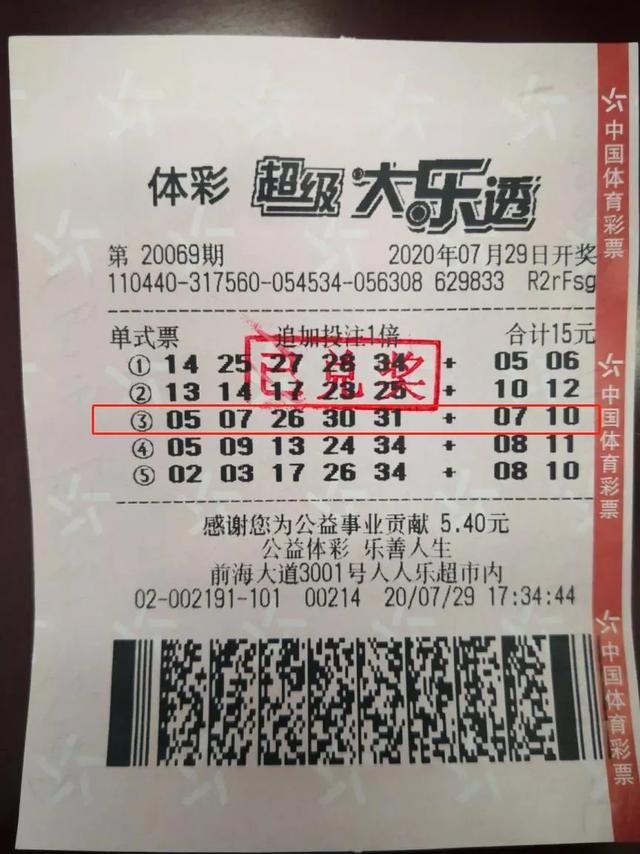 体彩 超级大乐透
第 20069期 2020年07月29日开奖
110440-317560-054534-056308 629833 R2rFsg
单式票 追加投注1倍 合计15元
① 14 25 27 28 34 + 05 06
② 13 14 17 23 25 + 10 12
③ 05 07 26 30 31 + 07 10
④ 05 09 13 24 34 + 08 11
⑤ 02 03 17 26 34 + 08 10
已兑奖
感谢您为公益事业贡献 5.40元
公益体彩 乐善人生
前海大道3001号人人乐超市内
02-002191-101 00214 20/07/29 17:34:44
中国体育彩票
中国体育彩票
中国体育彩票